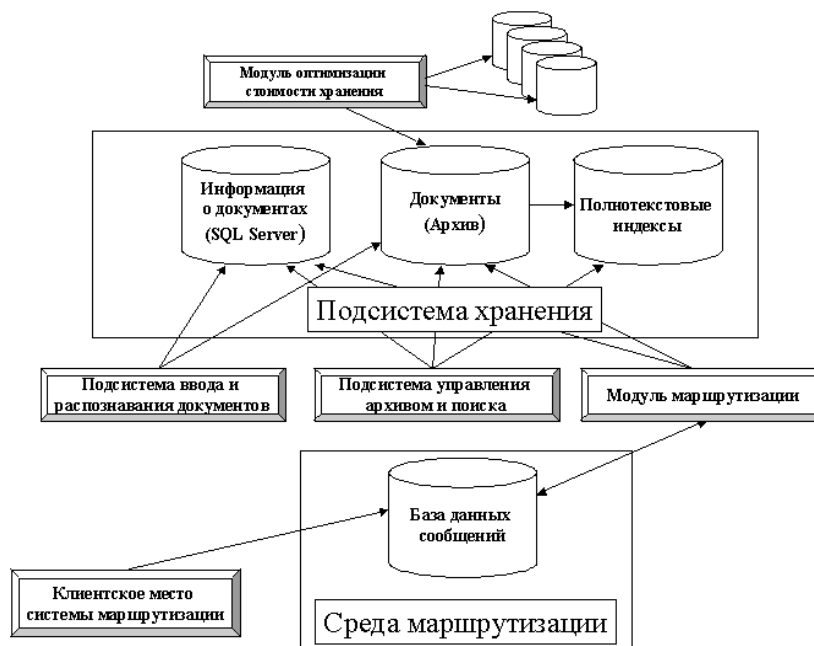 Модуль оптимизации
стоимости хранения
Информация
о документах
(SQL Server)
Документы
(Архив)
Полнотекстовые
индексы
Подсистема хранения
Подсистема ввода и
распознавания документов
Подсистема управления
архивом и поиска
Модуль маршрутизации
База данных
сообщений
Клиентское место
системы маршрутизации
Среда маршрутизации